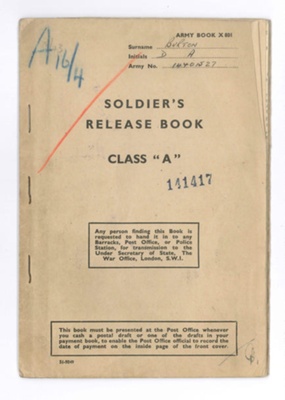 ARMY BOOK X 801
Surname BURTON
Initials D A
Army No.
A 16/4
SOLDIER'S
RELEASE BOOK
CLASS "A"
141417
Any person finding this Book is
requested to hand it in to any
Barracks, Post Office, or Police
Station, for transmission to the
Under Secretary of State, The
War Office, London, S.W.I.
This book must be presented at the Post Office whenever
you cash a postal draft or one of the drafts in your
payment book, to enable the Post Office official to record the
date of payment on the inside page of the front cover.